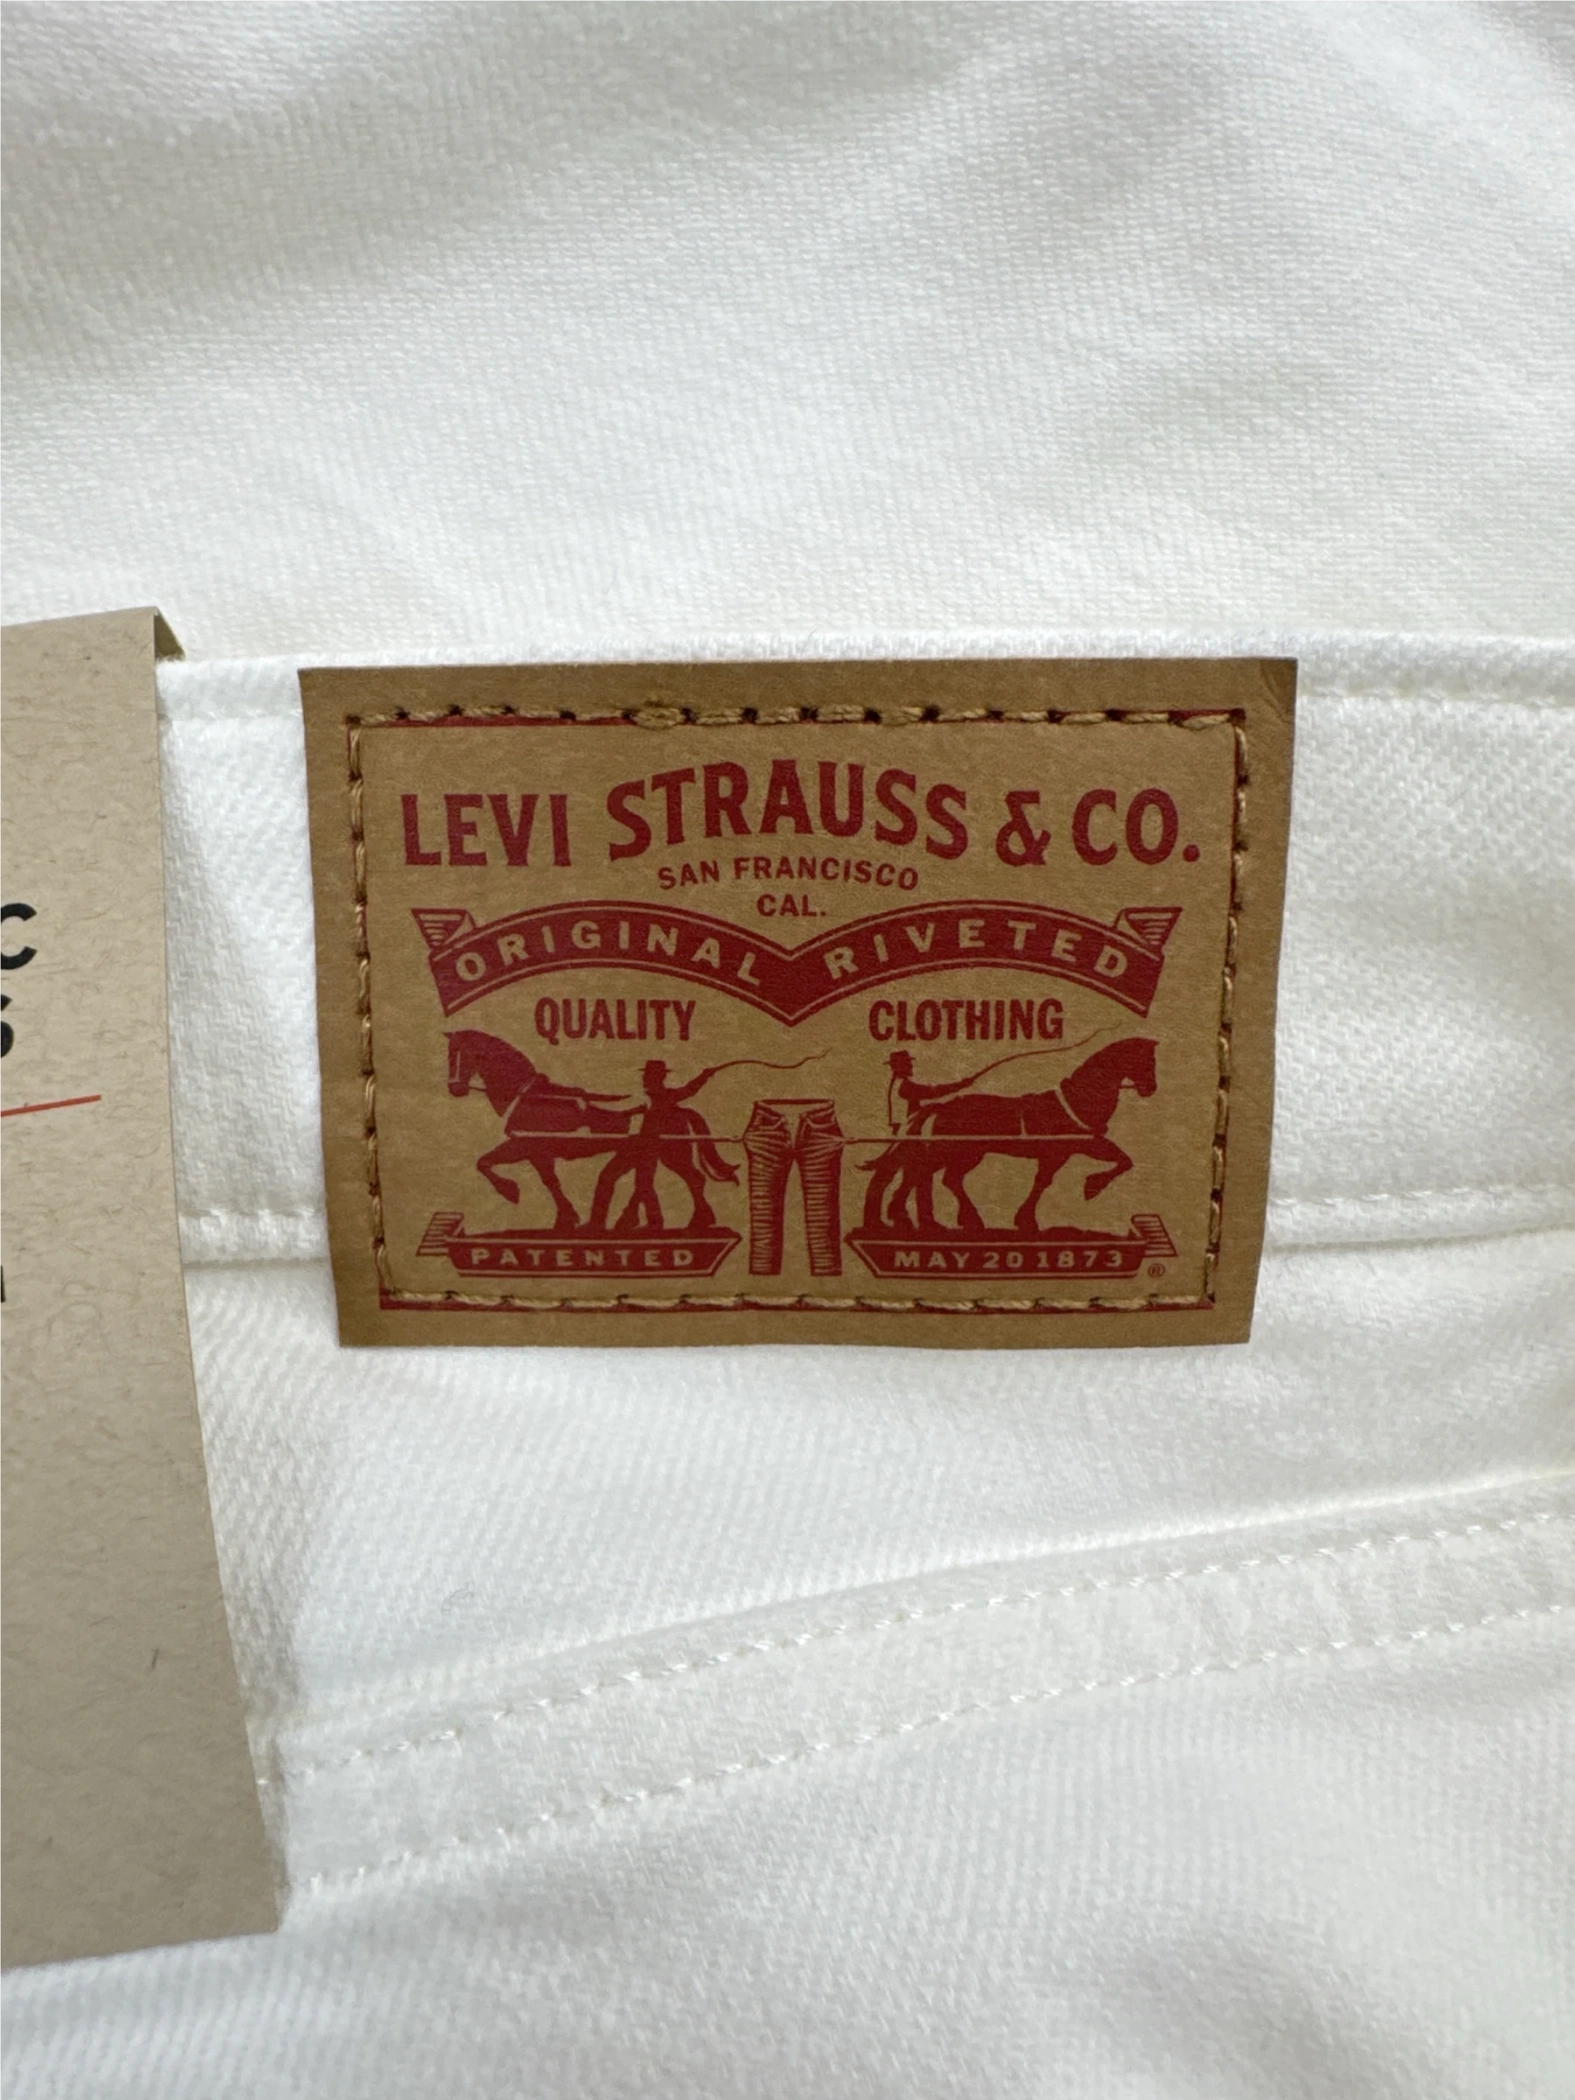 LEVI STRAUSS & CO.
SAN FRANCISCO
CAL.
ORIGINAL RIVETED
QUALITY CLOTHING
PATENTED MAY 20 1873 ®